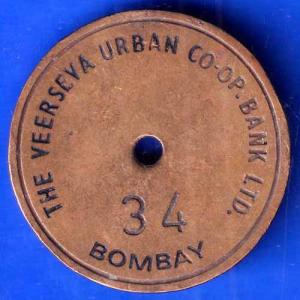 THE VEERSEVA URBAN CO-OP. BANK LTD.
34
BOMBAY